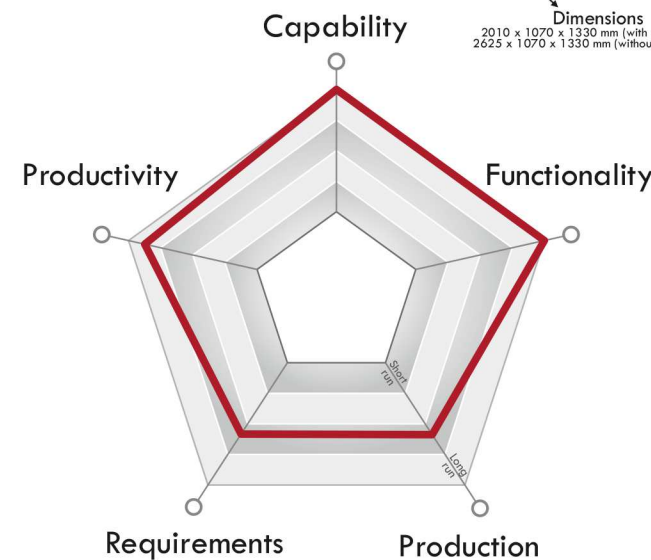 Capability
Dimensions
2010 x 1070 x 1330 mm (with
2625 x 1070 x 1330 mm (withou
Productivity
Functionality
Short
run
Long
run
Requirements
Production